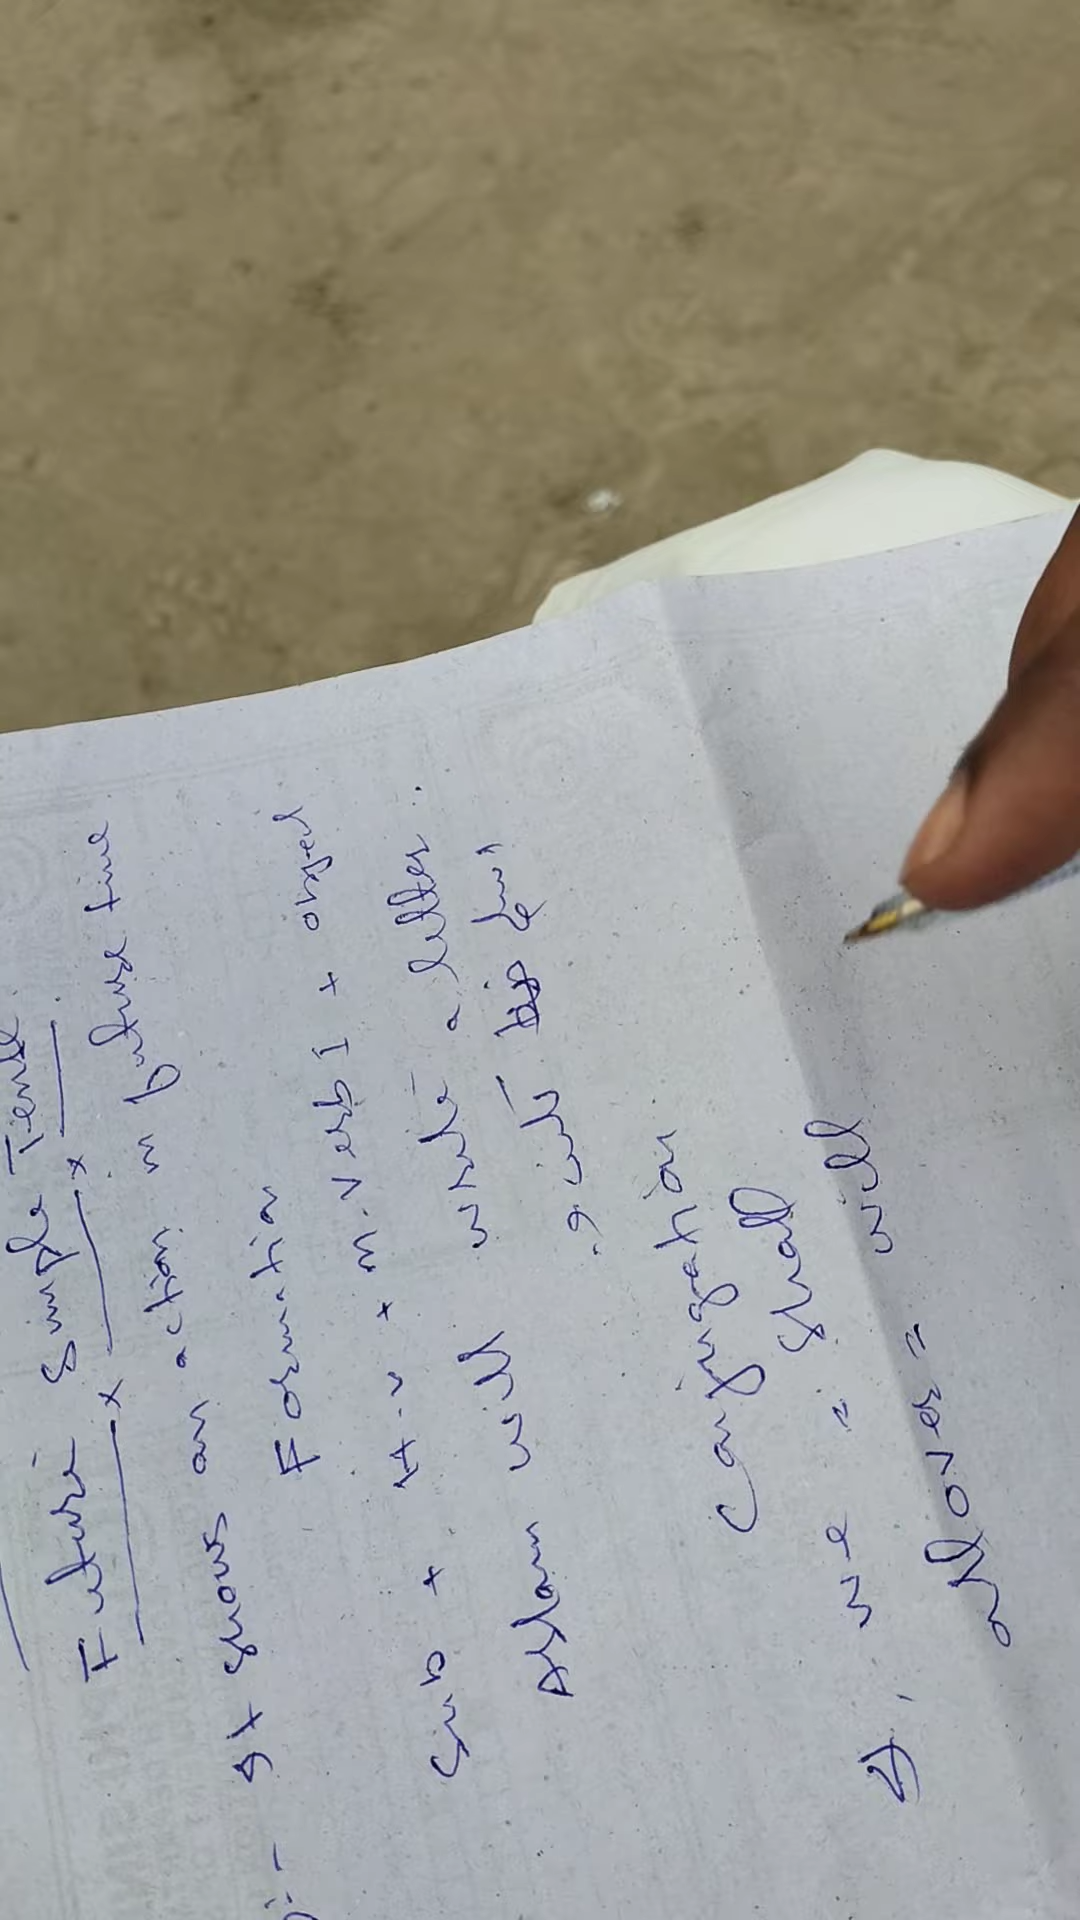 Future Simple Tense.
It shows an action in future time
Formation
Sub + H.v + m.verb 1 + object
Aslam will write a letter.
will
Conjugation
I, we = shall
all over = will